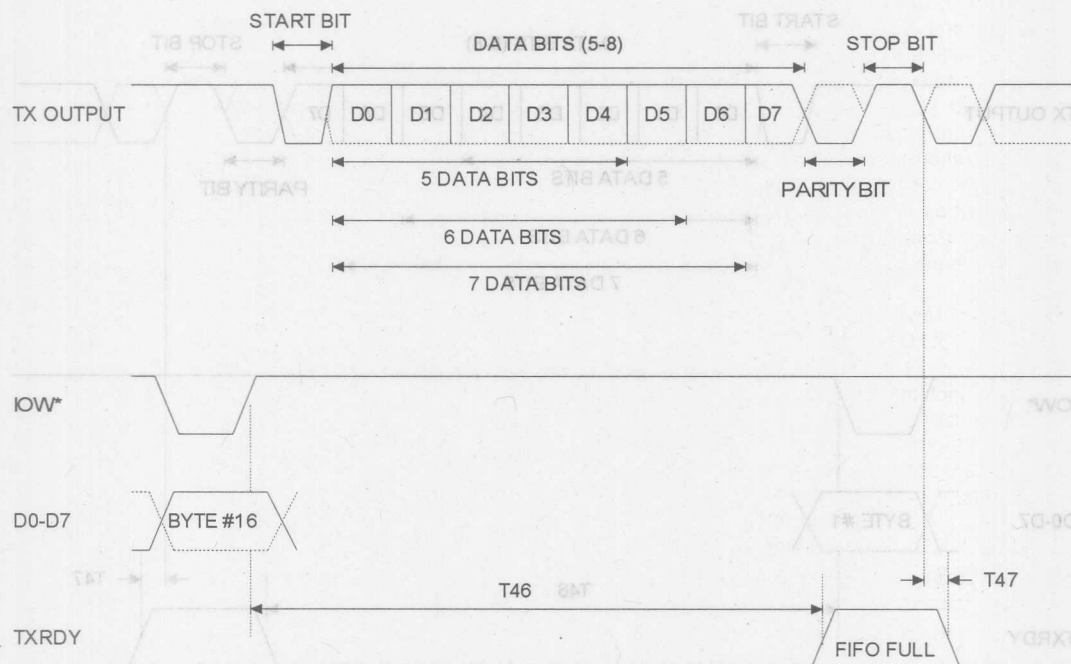 START BIT
DATA BITS (5-8)
STOP BIT
TX OUTPUT
D0 D1 D2 D3 D4 D5 D6 D7
5 DATA BITS
PARITY BIT
6 DATA BITS
7 DATA BITS
IOW*
D0-D7
BYTE #16
T46
T47
TXRDY
FIFO FULL